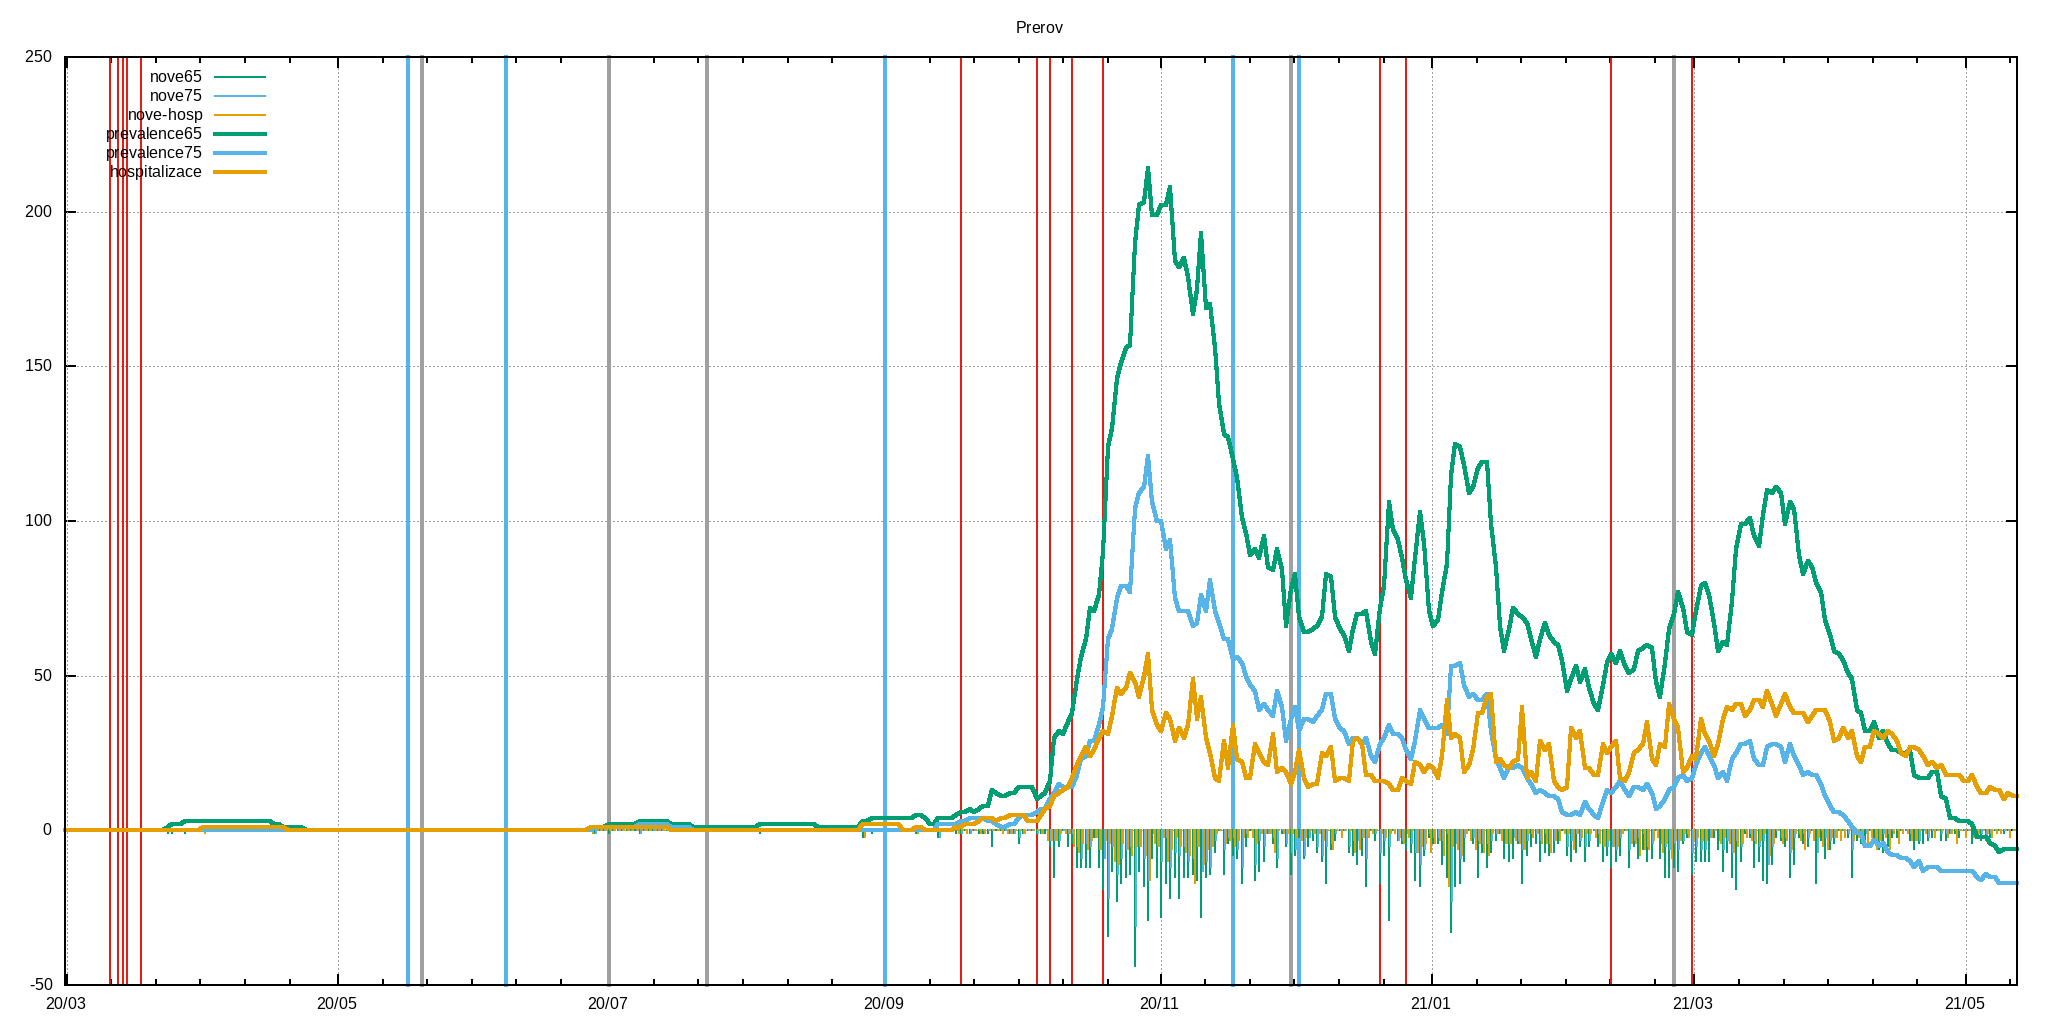 Prerov
250
200
150
100
50
0
-50
nove65
nove75
nove-hosp
prevalence65
prevalence75
hospitalizace
20/03 20/05 20/07 20/09 20/11 21/01 21/03 21/05